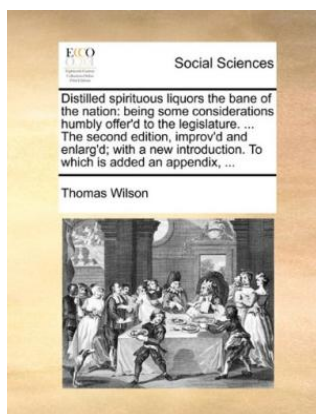 ECCO
Social Sciences
Distilled spirituous liquors the bane of
the nation: being some considerations
humbly offer'd to the legislature. ...
The second edition, improv'd and
enlarg'd; with a new introduction. To
which is added an appendix, ...
Thomas Wilson